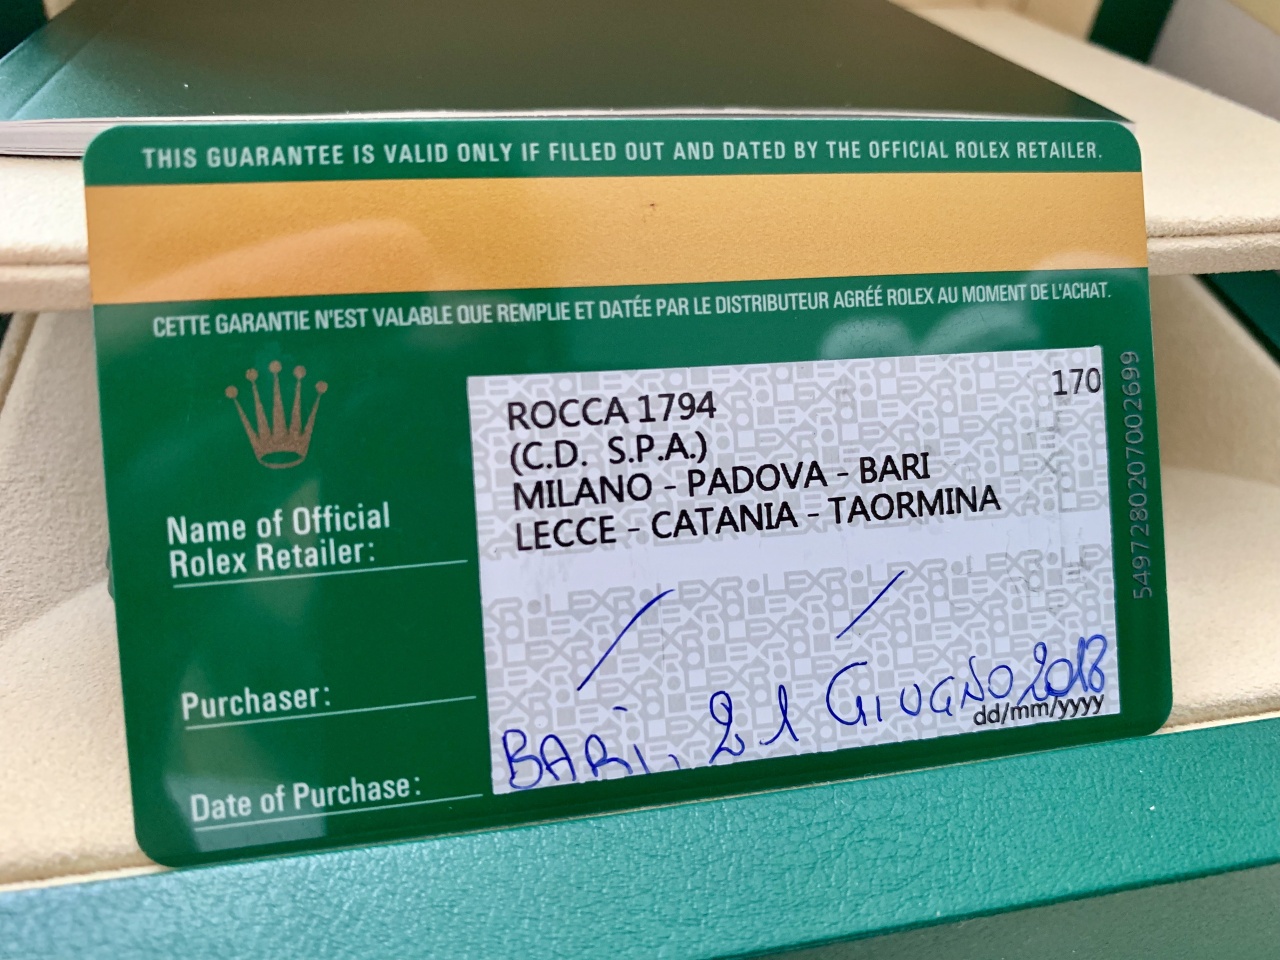 THIS GUARANTEE IS VALID ONLY IF FILLED OUT AND DATED BY THE OFFICIAL ROLEX RETAILER.
CETTE GARANTIE N'EST VALABLE QUE REMPLIE ET DATÉE PAR LE DISTRIBUTEUR AGRÉÉ ROLEX AU MOMENT DE L'ACHAT.
170
ROCCA 1794
(C.D. S.P.A.)
MILANO - PADOVA - BARI
LECCE - CATANIA - TAORMINA
Name of Official
Rolex Retailer:
Purchaser:
Date of Purchase:
BARI, 21 GIUGNO
dd/mm/yyyy
5497280207002699